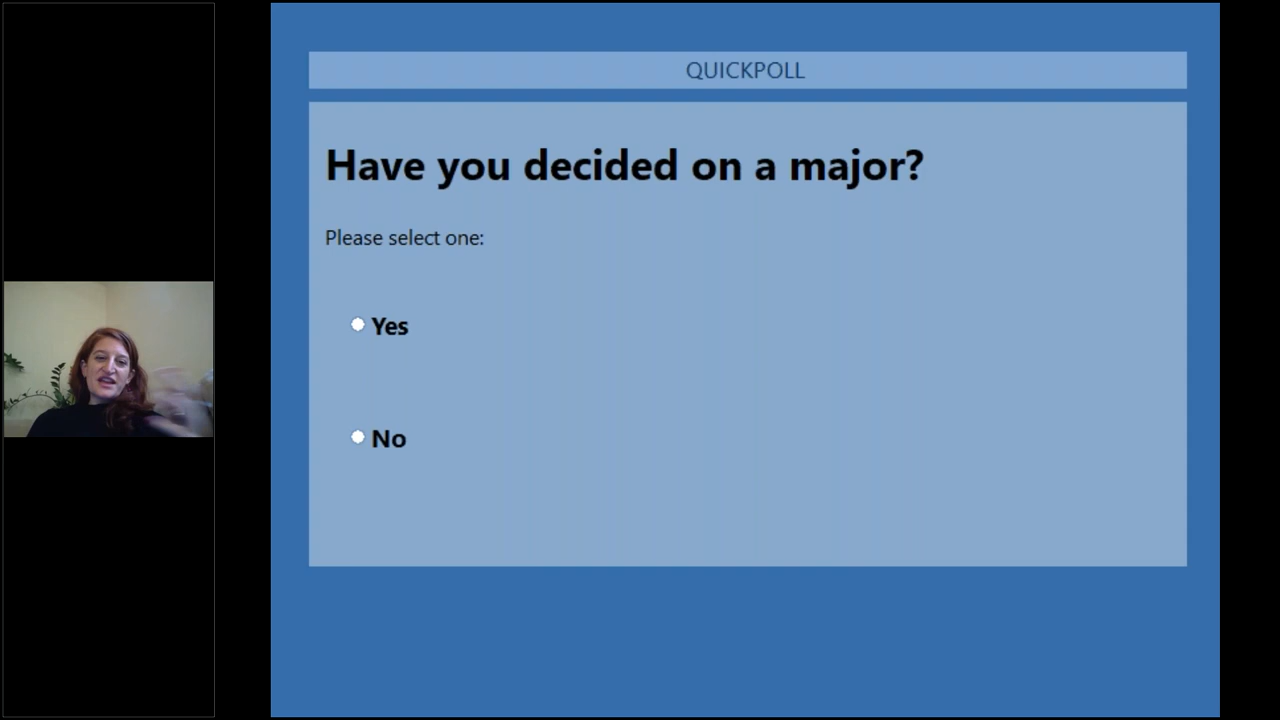 QUICKPOLL
Have you decided on a major?
Please select one:
Yes
No